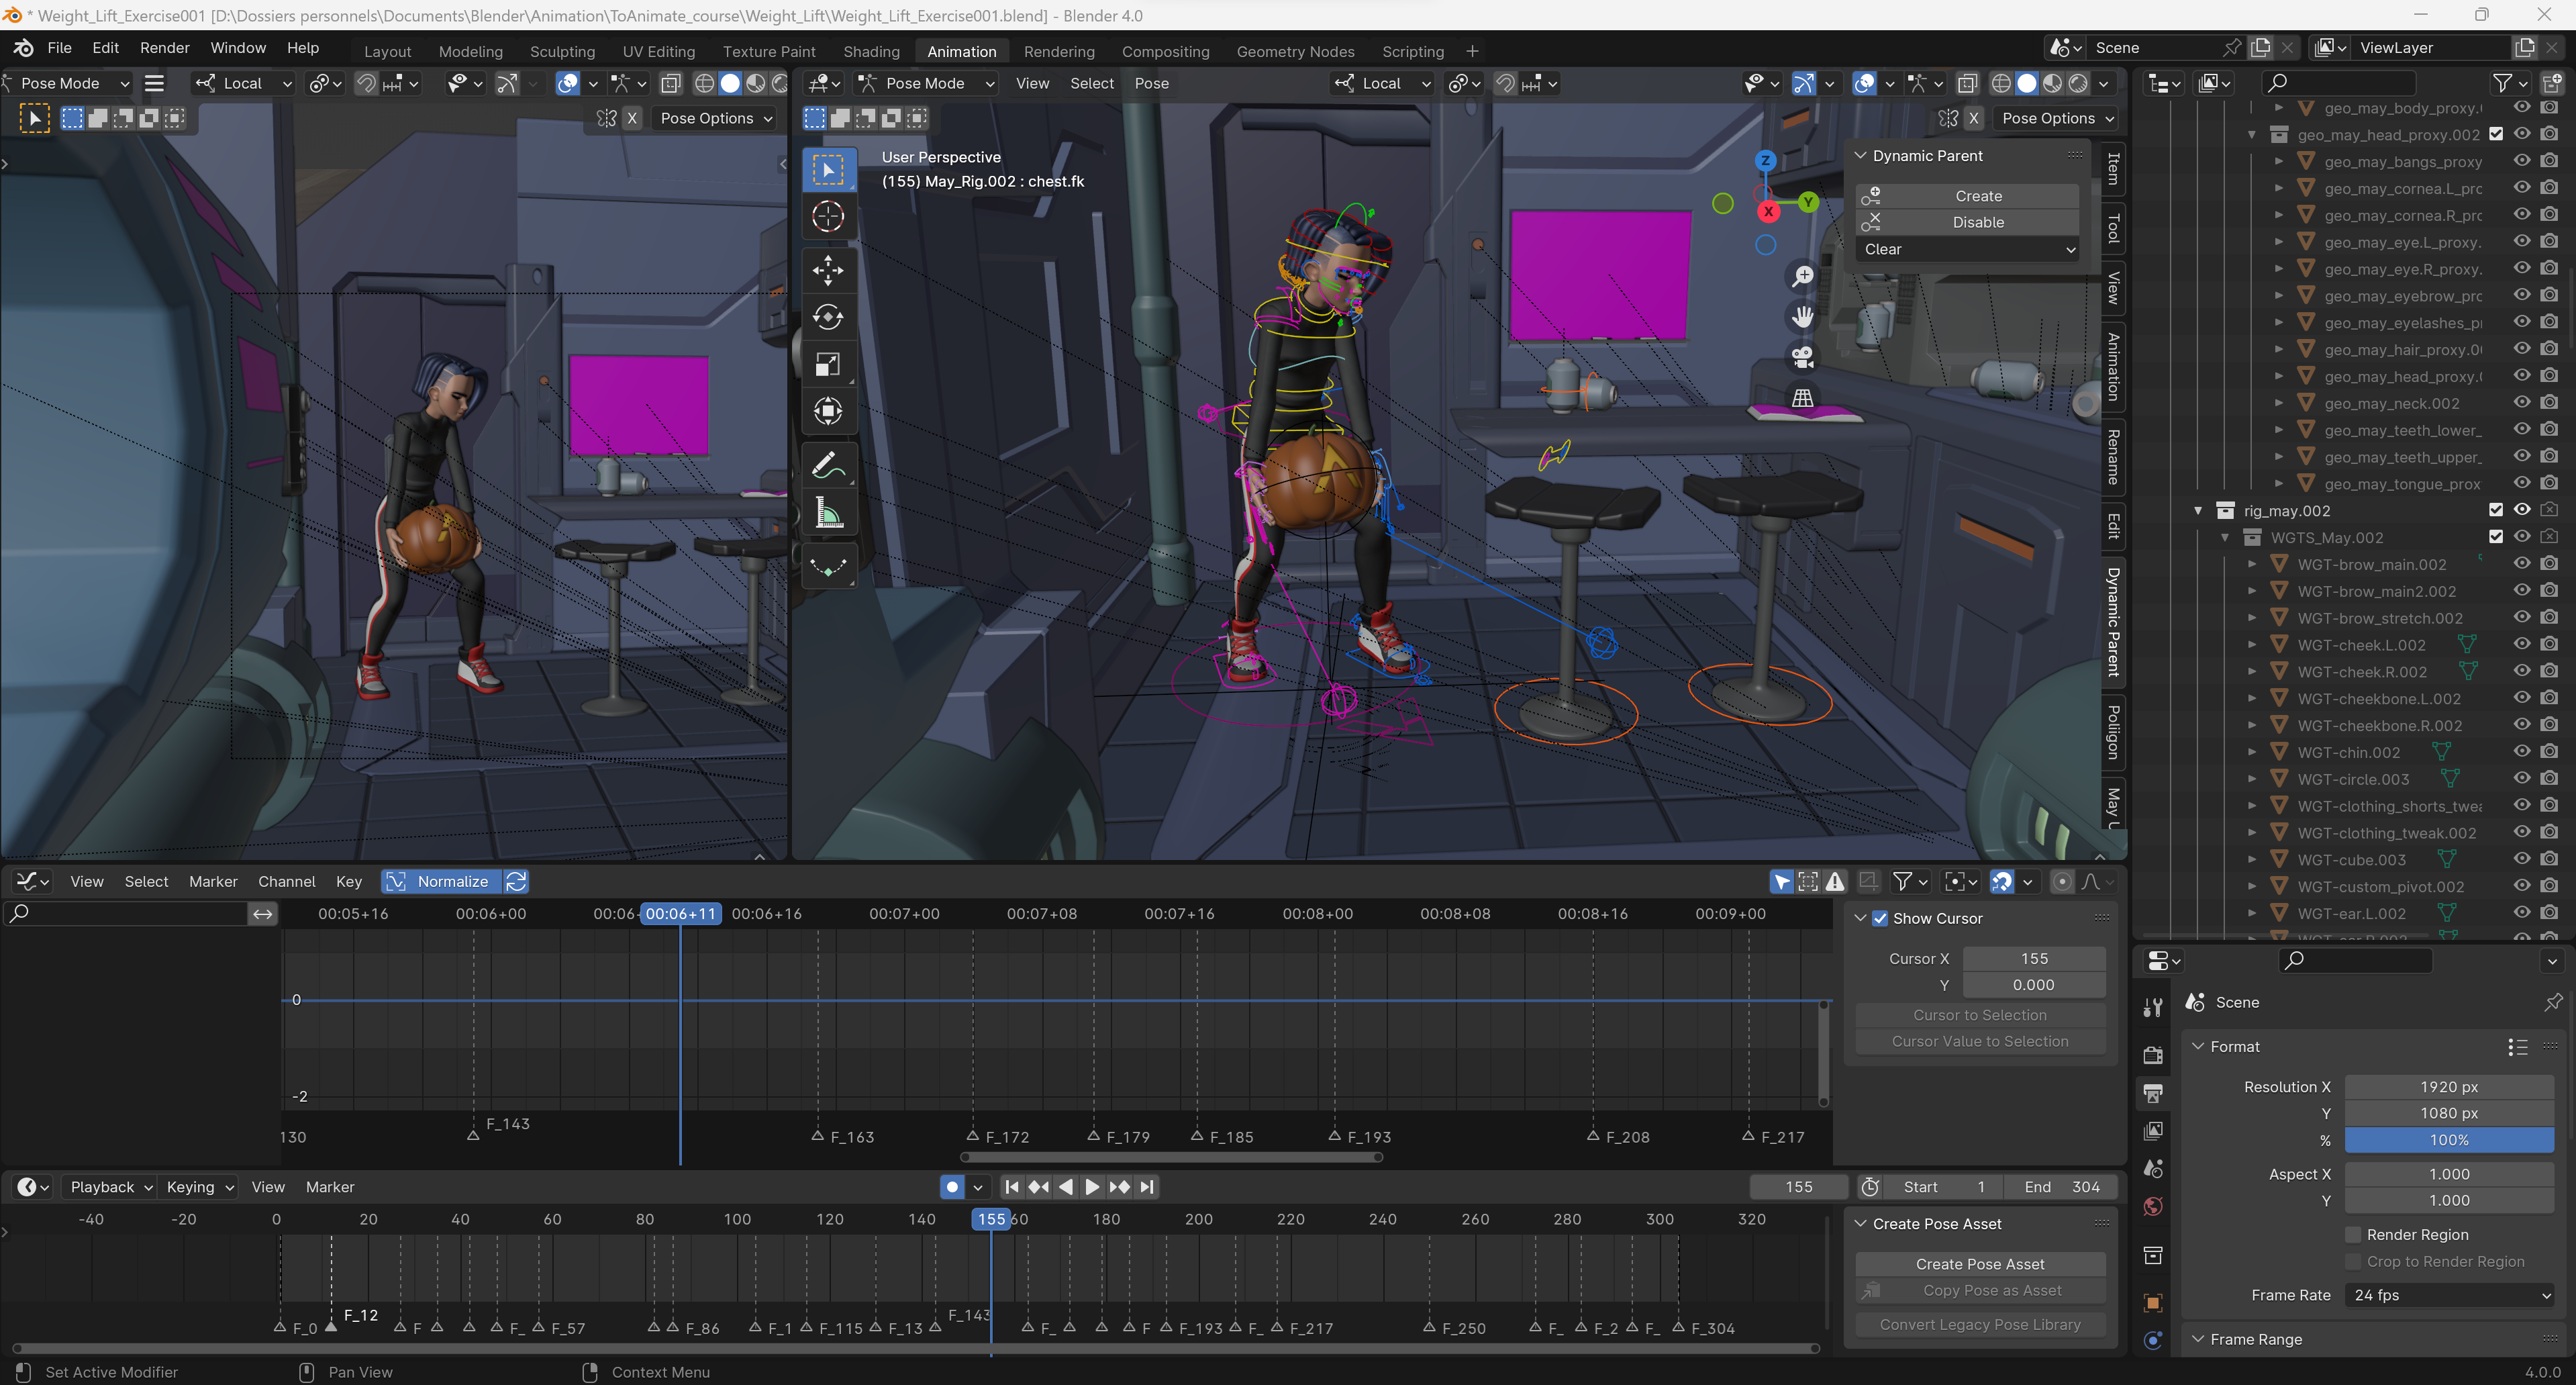 * Weight_Lift_Exercise001 [D:\Dossiers personnels\Documents\Blender\Animation\ToAnimate_course\Weight_Lift\Weight_Lift_Exercise001.blend] - Blender 4.0
File Edit Render Window Help
Layout Modeling Sculpting UV Editing Texture Paint Shading Animation Rendering Compositing Geometry Nodes Scripting +
Scene
ViewLayer
Pose Mode
Local
X
Pose Options
Pose Mode
View Select Pose
Local
X
Pose Options
User Perspective
(155) May_Rig.002 : chest.fk
Z
Y
X
Dynamic Parent
Create
Disable
Clear
Item
Tool
View
Animation
Rename
Edit
Dynamic Parent
Poliigon
May U
geo_may_body_proxy.(
geo_may_head_proxy.002
geo_may_bangs_proxy
geo_may_cornea.L_prc
geo_may_cornea.R_prc
geo_may_eye.L_proxy.
geo_may_eye.R_proxy.
geo_may_eyebrow_prc
geo_may_eyelashes_p
geo_may_hair_proxy.0
geo_may_head_proxy.(
geo_may_neck.002
geo_may_teeth_lower_
geo_may_teeth_upper_
geo_may_tongue_prox
rig_may.002
WGTS_May.002
WGT-brow_main.002
WGT-brow_main2.002
WGT-brow_stretch.002
WGT-cheek.L.002
WGT-cheek.R.002
WGT-cheekbone.L.002
WGT-cheekbone.R.002
WGT-chin.002
WGT-circle.003
WGT-clothing_shorts_twea
WGT-clothing_tweak.002
WGT-cube.003
WGT-custom_pivot.002
WGT-ear.L.002
WGT-ear.R.002
View Select Marker Channel Key Normalize
00:05+16 00:06+00 00:06+ 00:06+11 00:06+16 00:07+00 00:07+08 00:07+16 00:08+00 00:08+08 00:08+16 00:09+00
0
-2
130 F_143 F_163 F_172 F_179 F_185 F_193 F_208 F_217
Show Cursor
Cursor X 155
Y 0.000
Cursor to Selection
Cursor Value to Selection
Playback Keying View Marker
155
Start 1
End 304
-40 -20 0 20 40 60 80 100 120 140 155 60 180 200 220 240 260 280 300 320
F_0 F_12 F F_ F_57 F_86 F_1 F_115 F_13 F_143 F_ F F_193 F_ F_217 F_250 F_ F_2 F_ F_304
Create Pose Asset
Create Pose Asset
Copy Pose as Asset
Convert Legacy Pose Library
Scene
Format
Resolution X 1920 px
Y 1080 px
% 100%
Aspect X 1.000
Y 1.000
Render Region
Crop to Render Region
Frame Rate 24 fps
Frame Range
Set Active Modifier
Pan View
Context Menu
4.0.0